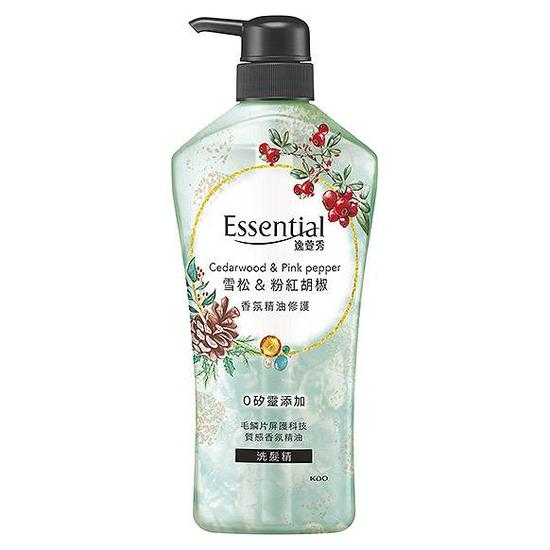 Essential
逸萱秀
Cedarwood & Pink pepper
雪松 & 粉紅胡椒
香氛精油修護
0矽靈添加
毛鱗片屏護科技
質感香氛精油
洗髮精
Kao